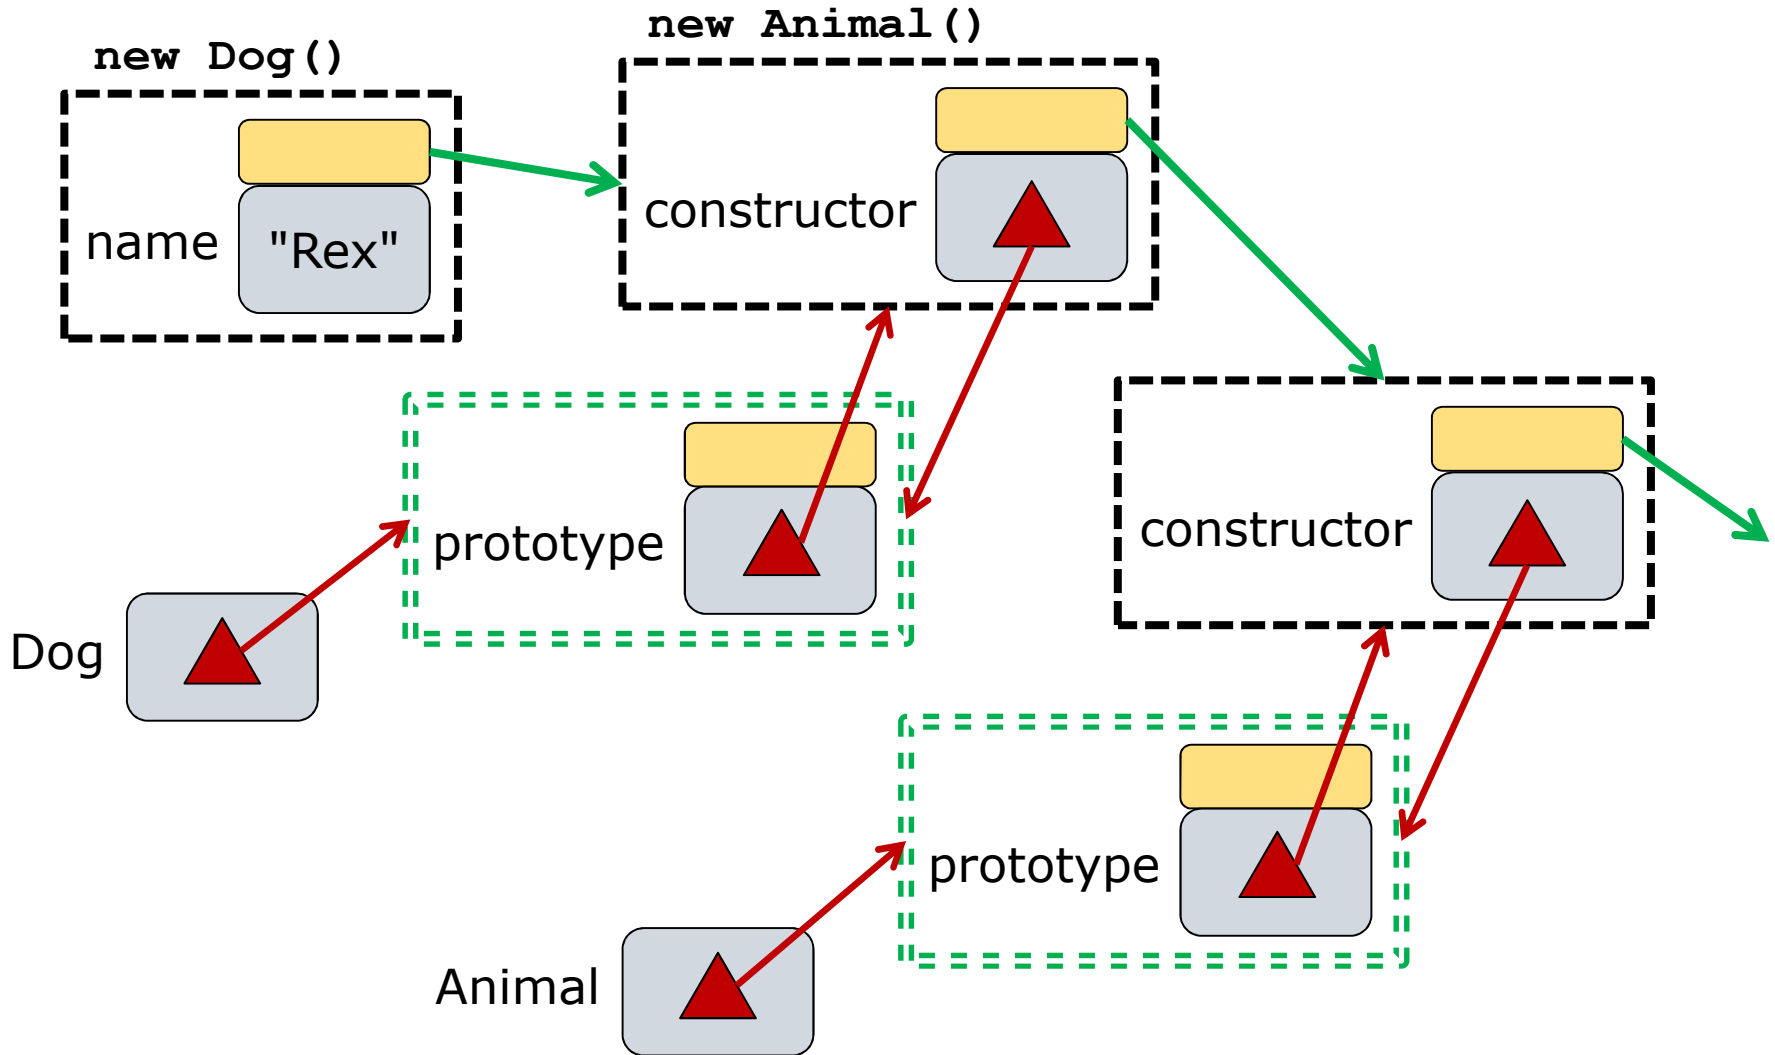 new Animal()
new Dog()
name
"Rex"
constructor
prototype
constructor
Dog
prototype
Animal